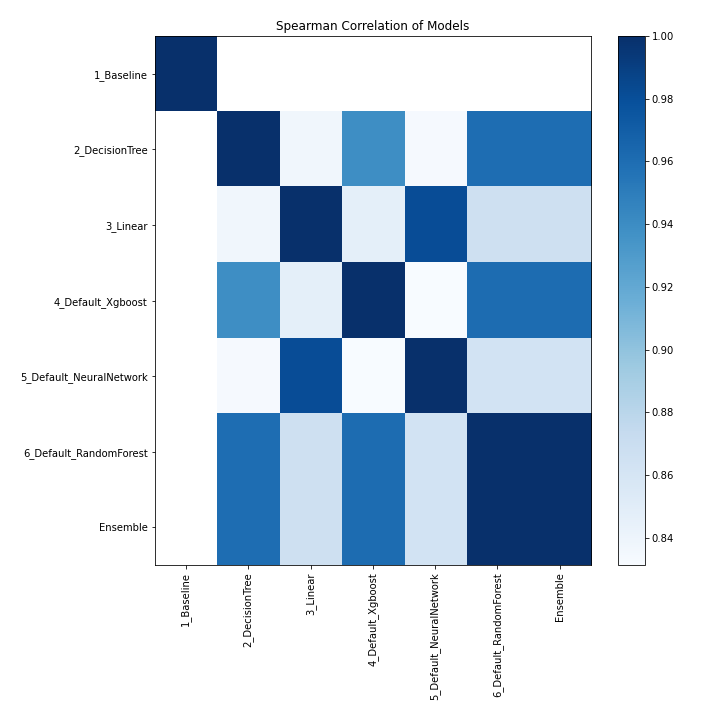 Spearman Correlation of Models
1_Baseline
2_DecisionTree
3_Linear
4_Default_Xgboost
5_Default_NeuralNetwork
6_Default_RandomForest
Ensemble
1_Baseline
2_DecisionTree
3_Linear
4_Default_Xgboost
5_Default_NeuralNetwork
6_Default_RandomForest
Ensemble
1.00
0.98
0.96
0.94
0.92
0.90
0.88
0.86
0.84